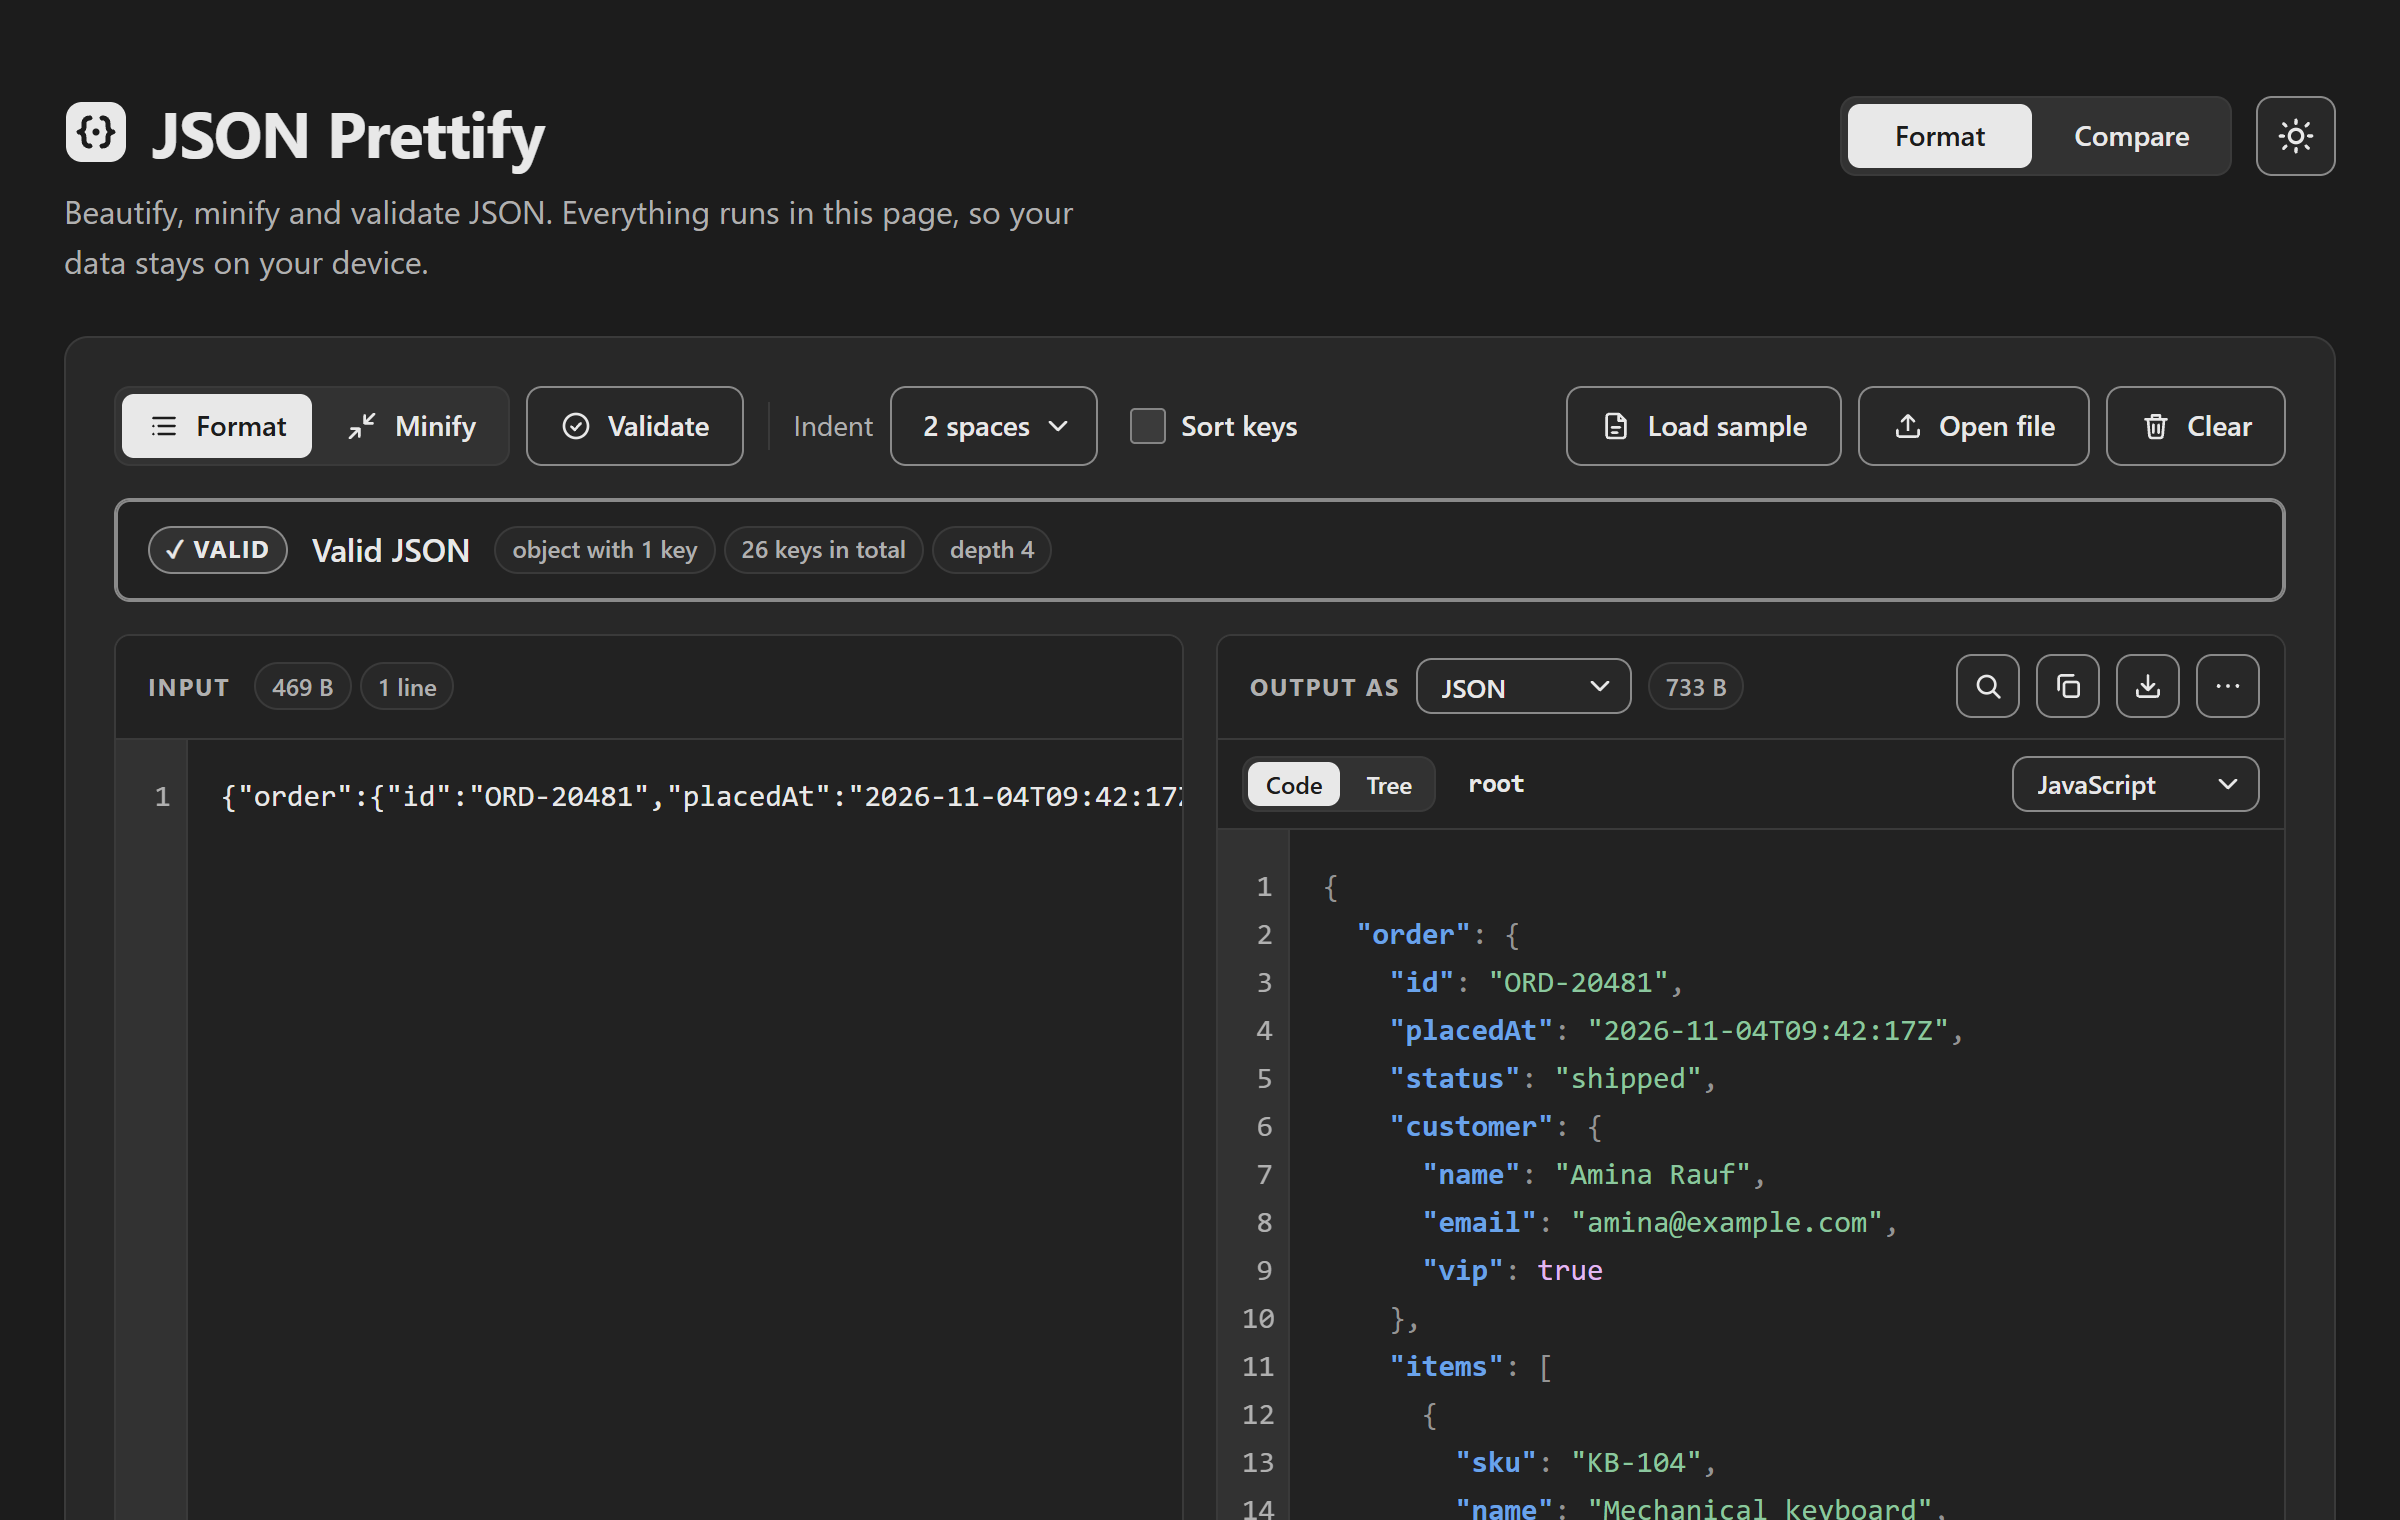 JSON Prettify
Format Compare
Beautify, minify and validate JSON. Everything runs in this page, so your
data stays on your device.
Format Minify Validate Indent 2 spaces Sort keys Load sample Open file Clear
✓ VALID Valid JSON object with 1 key 26 keys in total depth 4
INPUT 469 B 1 line
OUTPUT AS JSON 733 B
Code Tree root JavaScript
1 {"order":{"id":"ORD-20481","placedAt":"2026-11-04T09:42:17Z
1 {
2 "order": {
3 "id": "ORD-20481",
4 "placedAt": "2026-11-04T09:42:17Z",
5 "status": "shipped",
6 "customer": {
7 "name": "Amina Rauf",
8 "email": "amina@example.com",
9 "vip": true
10 },
11 "items": [
12 {
13 "sku": "KB-104",
14 "name": "Mechanical keyboard",